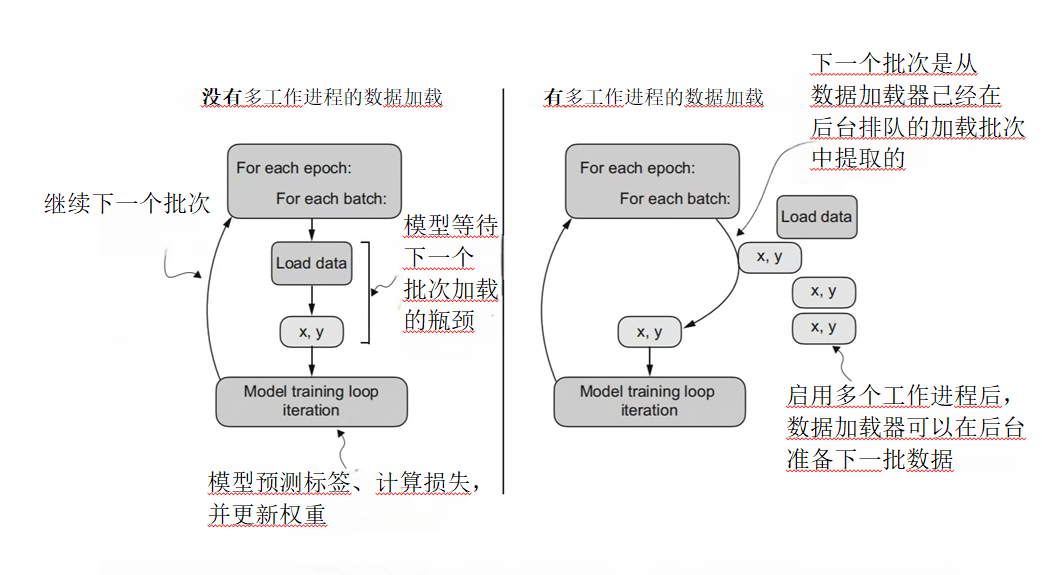 没有多工作进程的数据加载
For each epoch:
For each batch:
继续下一个批次
Load data
模型等待
下一个
批次加载
的瓶颈
x, y
Model training loop
iteration
模型预测标签、计算损失，
并更新权重
有多工作进程的数据加载
下一个批次是从
数据加载器已经在
后台排队的加载批次
中提取的
For each epoch:
For each batch:
Load data
x, y
x, y
x, y
x, y
Model training loop
iteration
启用多个工作进程后，
数据加载器可以在后台
准备下一批数据